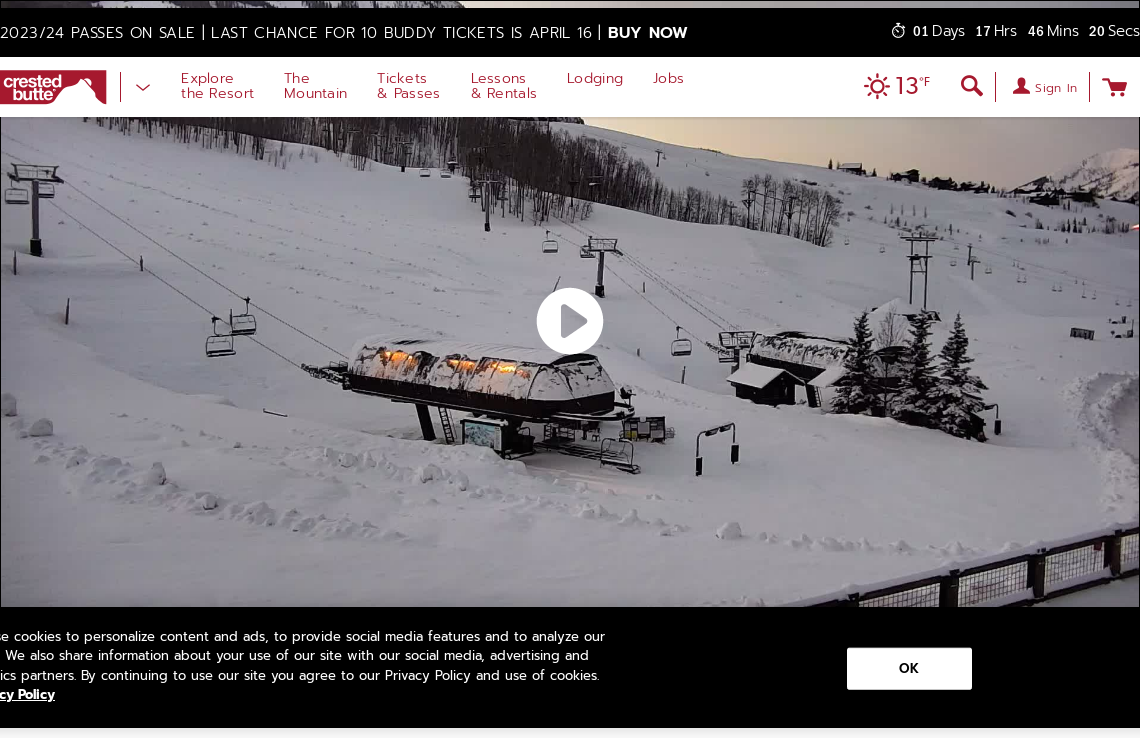 2023/24 PASSES ON SALE | LAST CHANCE FOR 10 BUDDY TICKETS IS APRIL 16 | BUY NOW
01 Days 17 Hrs 46 Mins 20 Secs
crested
butte
Explore
the Resort
The
Mountain
Tickets
& Passes
Lessons
& Rentals
Lodging
Jobs
13°F
Sign In
se cookies to personalize content and ads, to provide social media features and to analyze our
. We also share information about your use of our site with our social media, advertising and
ics partners. By continuing to use our site you agree to our Privacy Policy and use of cookies.
cy Policy
OK